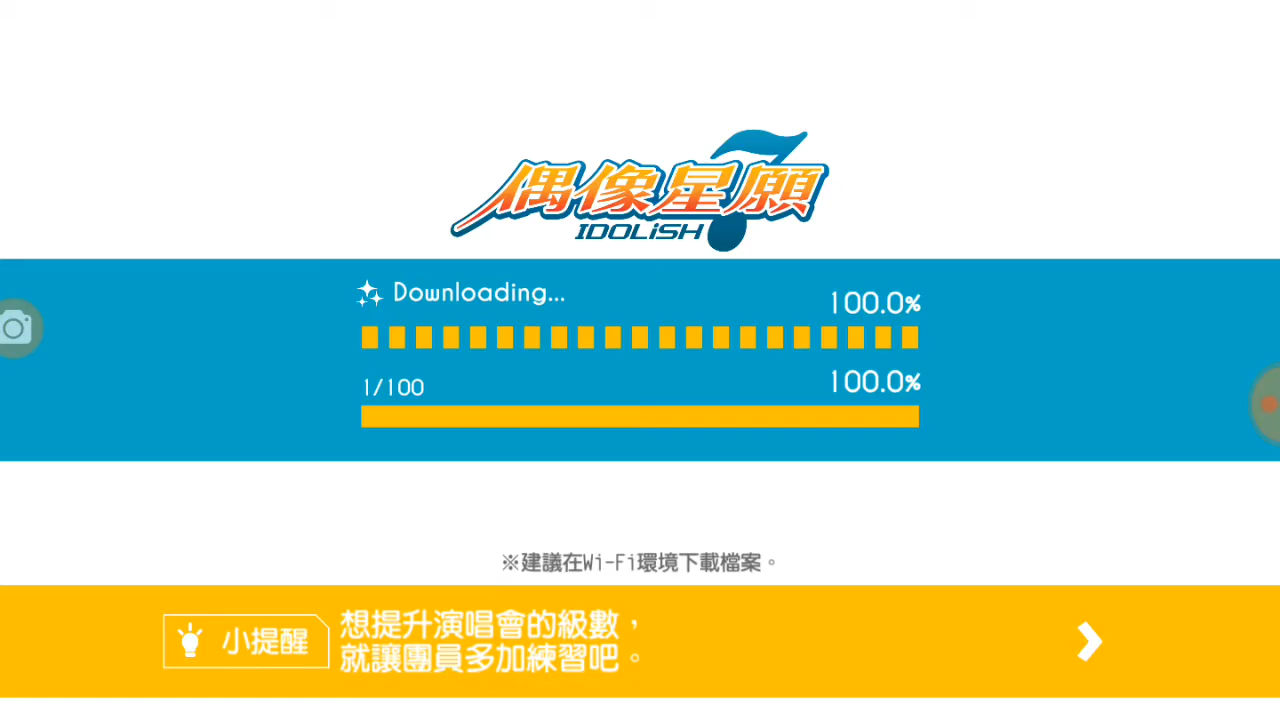 偶像星願
IDOLiSH7
Downloading...
100.0%
1/100
100.0%
※建議在Wi-Fi環境下載檔案。
小提醒
想提升演唱會的級數，
就讓團員多加練習吧。